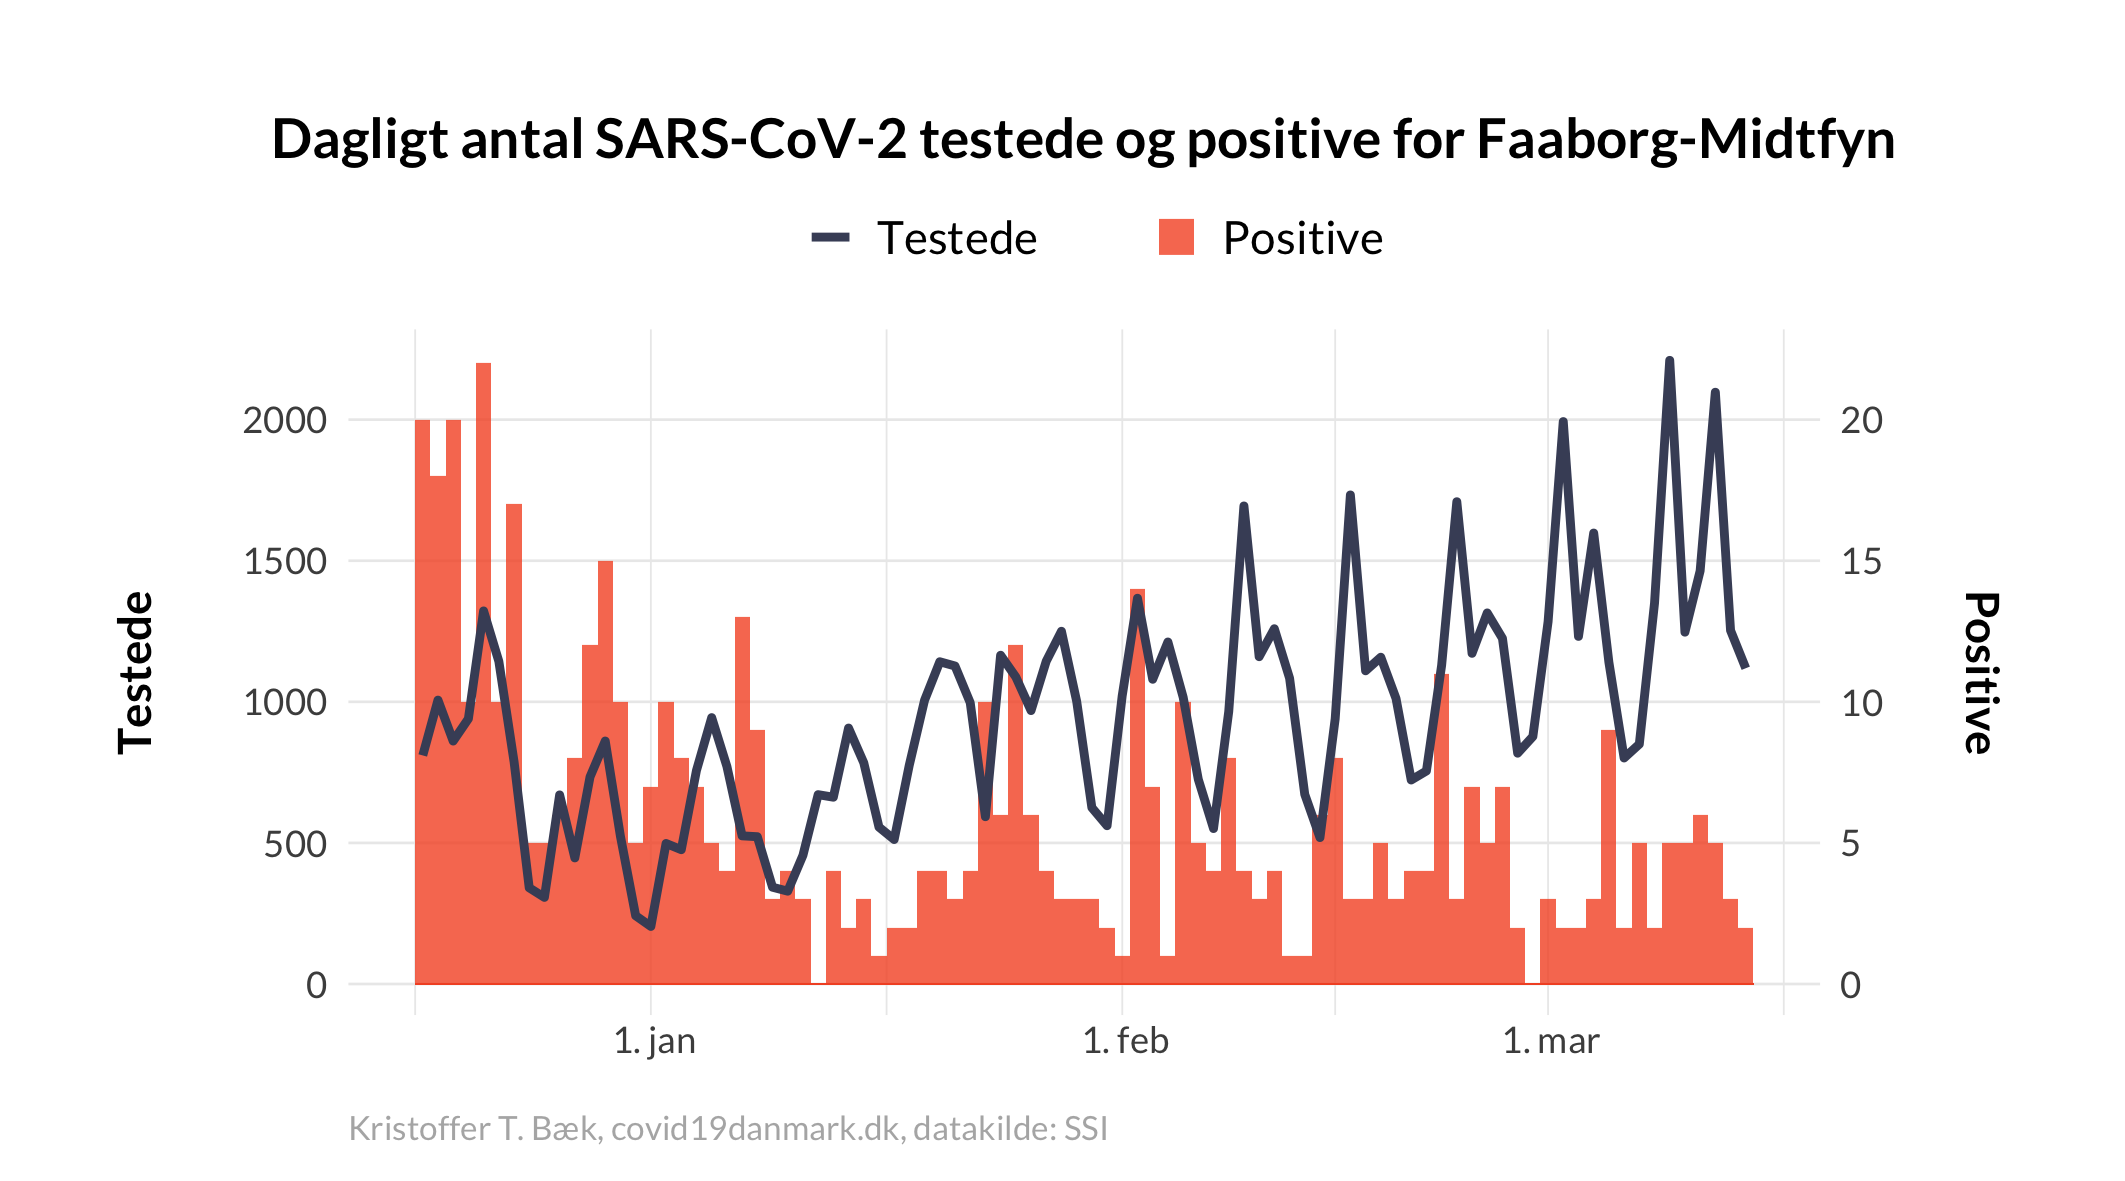 Dagligt antal SARS-CoV-2 testede og positive for Faaborg-Midtfyn
Testede
Positive
2000
1500
1000
500
0
Testede
20
15
10
5
0
Positive
1. jan
1. feb
1. mar
Kristoffer T. Bæk, covid19danmark.dk, datakilde: SSI